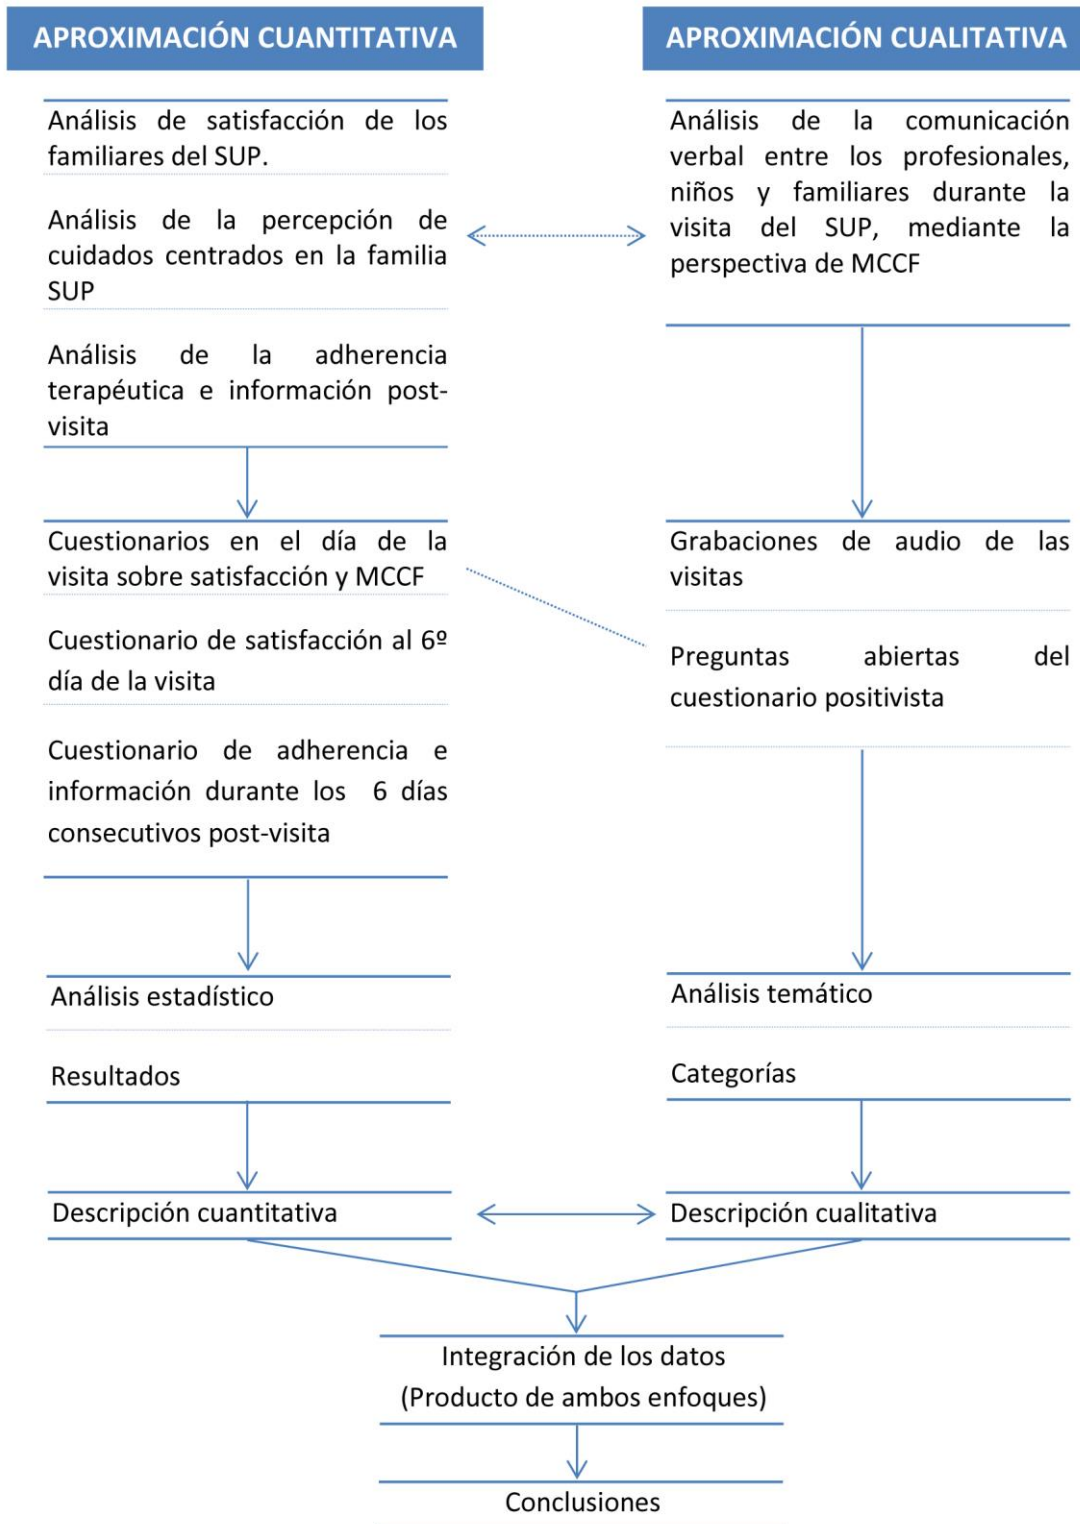 APROXIMACIÓN CUANTITATIVA
Análisis de satisfacción de los
familiares del SUP.
Análisis de la percepción de
cuidados centrados en la familia
SUP
Análisis de la adherencia
terapéutica e información post-
visita
Cuestionarios en el día de la
visita sobre satisfacción y MCCF
Cuestionario de satisfacción al 6º
día de la visita
Cuestionario de adherencia e
información durante los 6 días
consecutivos post-visita
Análisis estadístico
Resultados
Descripción cuantitativa
APROXIMACIÓN CUALITATIVA
Análisis de la comunicación
verbal entre los profesionales,
niños y familiares durante la
visita del SUP, mediante la
perspectiva de MCCF
Grabaciones de audio de las
visitas
Preguntas abiertas del
cuestionario positivista
Análisis temático
Categorías
Descripción cualitativa
Integración de los datos
(Producto de ambos enfoques)
Conclusiones